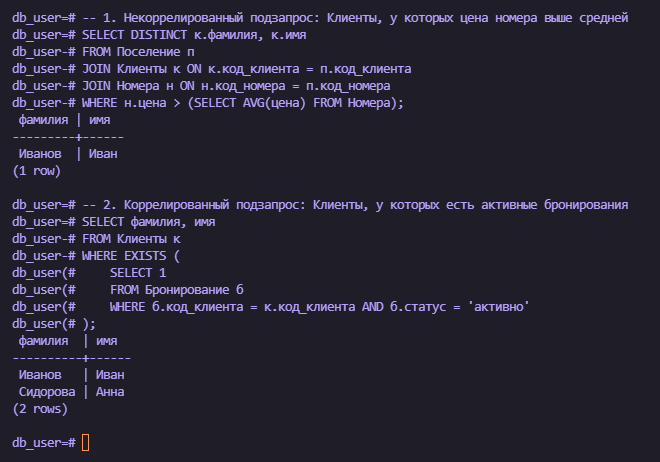 db_user=# -- 1. Некоррелированный подзапрос: Клиенты, у которых цена номера выше средней
db_user=# SELECT DISTINCT к.фамилия, к.имя
db_user-# FROM Поселение п
db_user-# JOIN Клиенты к ON к.код_клиента = п.код_клиента
db_user-# JOIN Номера н ON н.код_номера = п.код_номера
db_user-# WHERE н.цена > (SELECT AVG(цена) FROM Номера);
 фамилия | имя
---------+------
 Иванов  | Иван
(1 row)

db_user=# -- 2. Коррелированный подзапрос: Клиенты, у которых есть активные бронирования
db_user=# SELECT фамилия, имя
db_user-# FROM Клиенты к
db_user-# WHERE EXISTS (
db_user(#     SELECT 1
db_user(#     FROM Бронирование б
db_user(#     WHERE б.код_клиента = к.код_клиента AND б.статус = 'активно'
db_user(# );
 фамилия  | имя
----------+------
 Иванов   | Иван
 Сидорова | Анна
(2 rows)

db_user=#